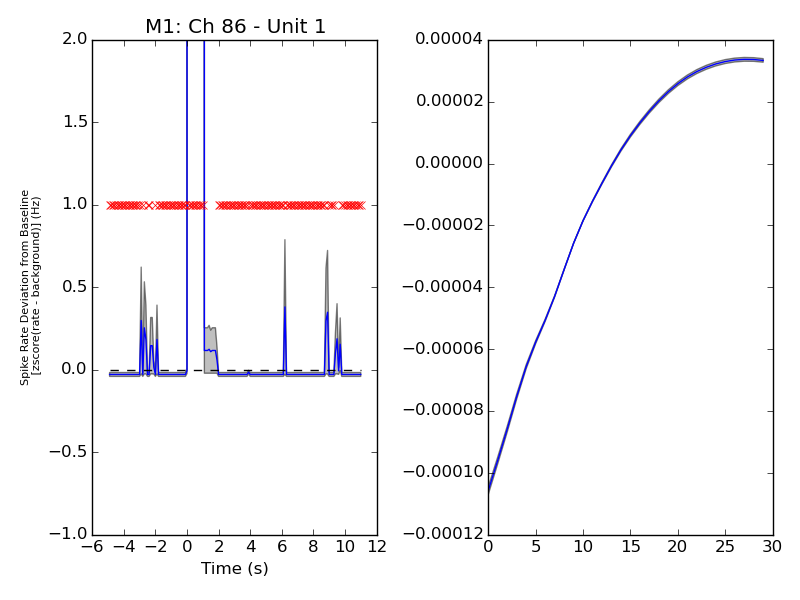 M1: Ch 86 - Unit 1
Spike Rate Deviation from Baseline
[zscore(rate - background)] (Hz)
2.0
1.5
1.0
0.5
0.0
−0.5
−1.0
−6 −4 −2 0 2 4 6 8 10 12
Time (s)
0.00004
0.00002
0.00000
−0.00002
−0.00004
−0.00006
−0.00008
−0.00010
−0.00012
0 5 10 15 20 25 30